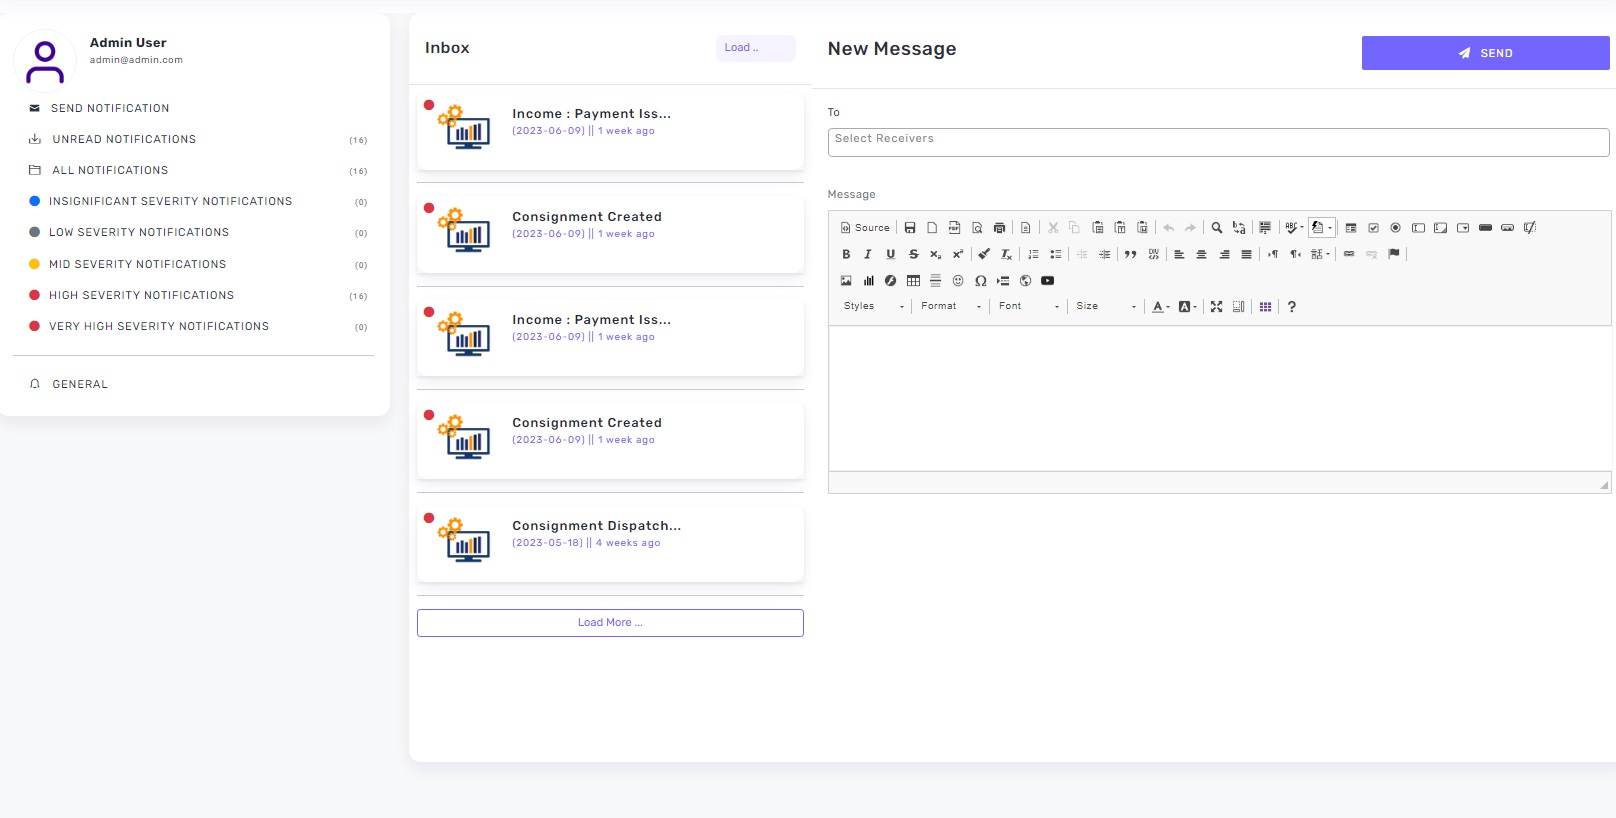 Admin User
admin@admin.com
SEND NOTIFICATION
UNREAD NOTIFICATIONS (16)
ALL NOTIFICATIONS (16)
INSIGNIFICANT SEVERITY NOTIFICATIONS (0)
LOW SEVERITY NOTIFICATIONS (0)
MID SEVERITY NOTIFICATIONS (0)
HIGH SEVERITY NOTIFICATIONS (16)
VERY HIGH SEVERITY NOTIFICATIONS (0)
GENERAL
Inbox
Load ..
Income : Payment Iss...
(2023-06-09) || 1 week ago
Consignment Created
(2023-06-09) || 1 week ago
Income : Payment Iss...
(2023-06-09) || 1 week ago
Consignment Created
(2023-06-09) || 1 week ago
Consignment Dispatch...
(2023-05-18) || 4 weeks ago
Load More ...
New Message
SEND
To
Select Receivers
Message
Source
Styles Format Font Size